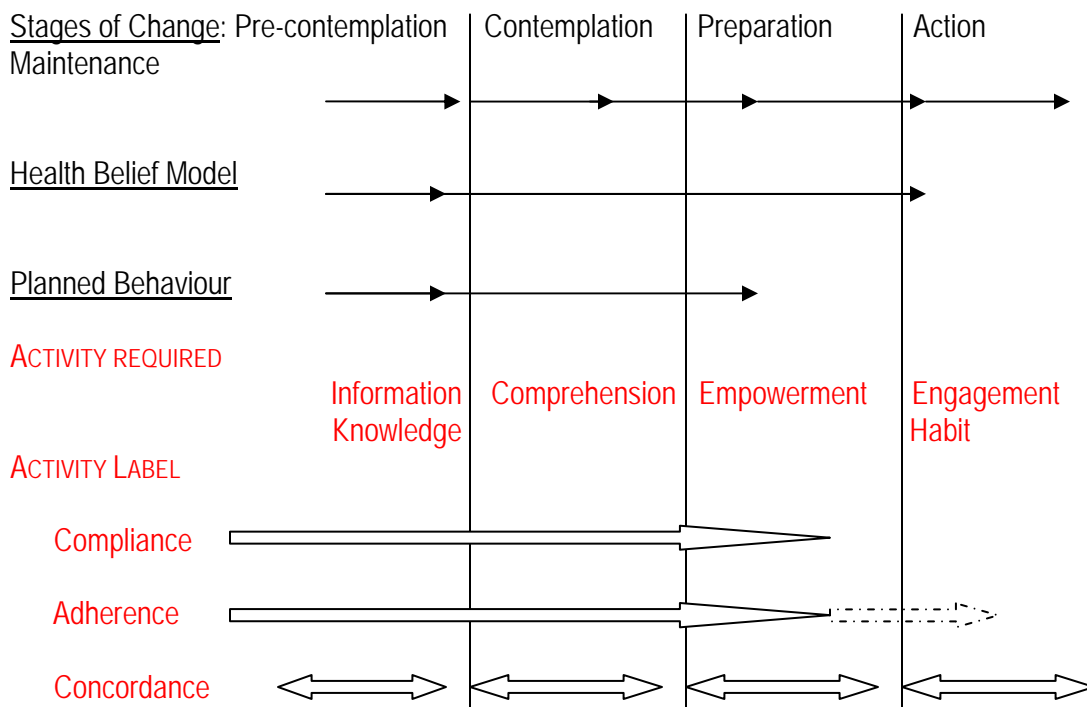 Stages of Change: Pre-contemplation Contemplation Preparation Action
Maintenance
Health Belief Model
Planned Behaviour
ACTIVITY REQUIRED
Information Comprehension Empowerment Engagement
Knowledge Habit
ACTIVITY LABEL
Compliance
Adherence
Concordance